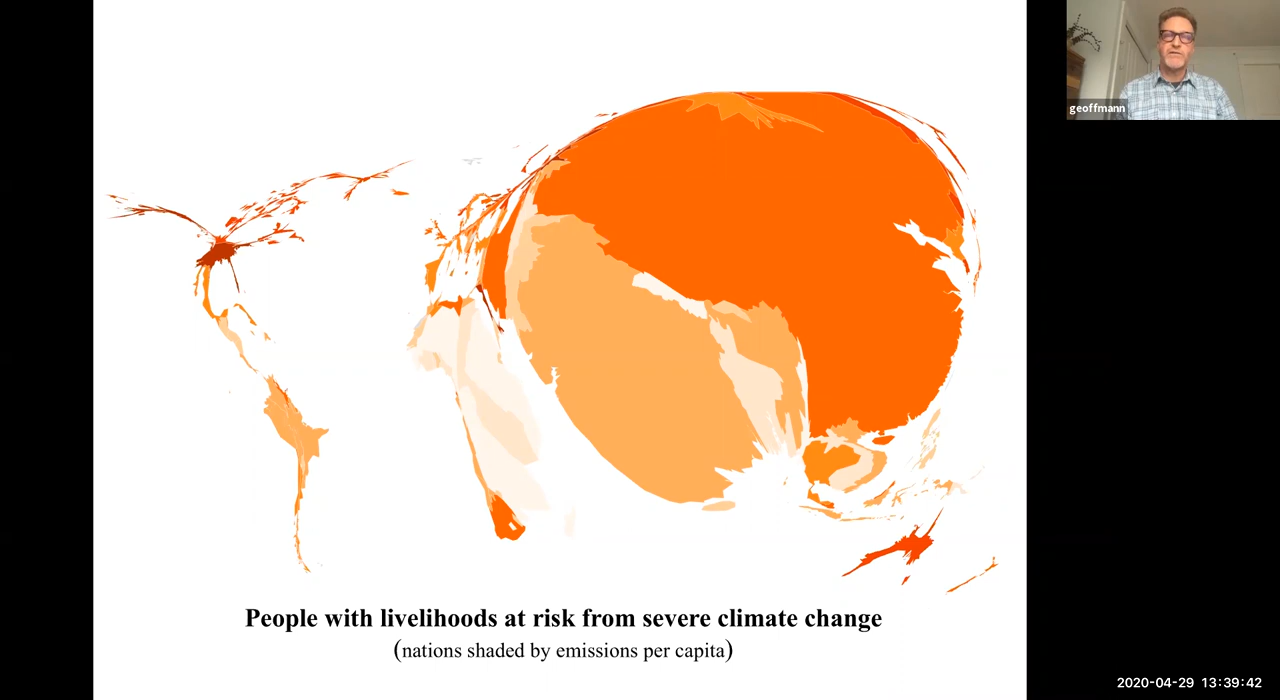 geoffmann
People with livelihoods at risk from severe climate change
(nations shaded by emissions per capita)
2020-04-29 13:39:42